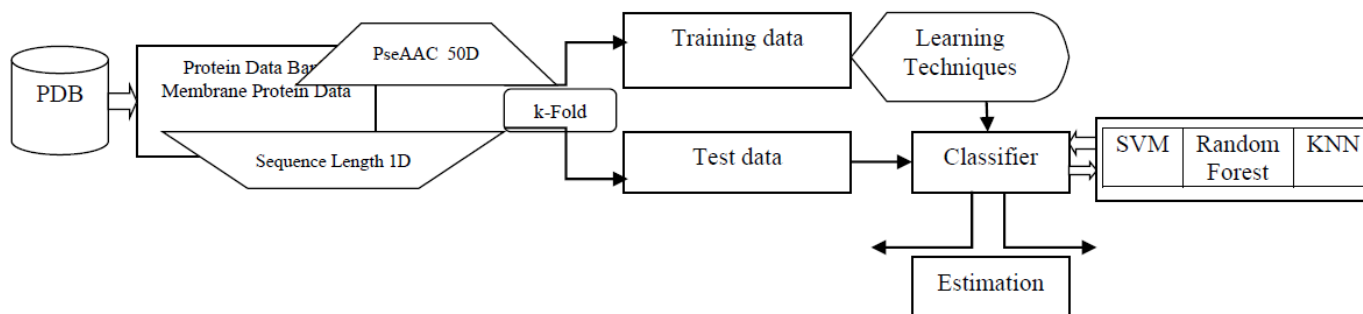 PDB
Protein Data Ban
Membrane Protein Data
PseAAC 50D
Sequence Length 1D
k-Fold
Training data
Test data
Learning
Techniques
Classifier
SVM
Random
Forest
KNN
Estimation